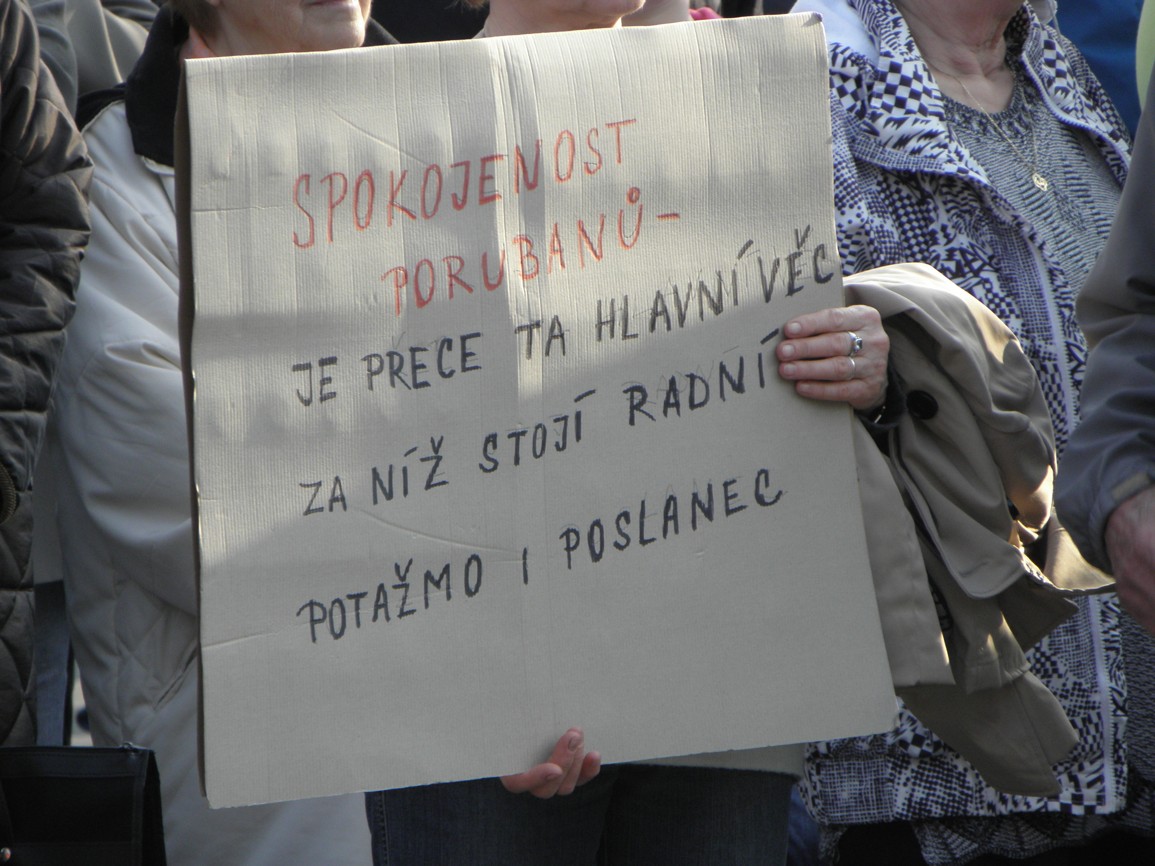 SPOKOJENOST
PORUBANŮ-
JE PRECE TA HLAVNÍ VĚC
ZA NÍŽ STOJÍ RADNÍ
POTAŽMO I POSLANEC